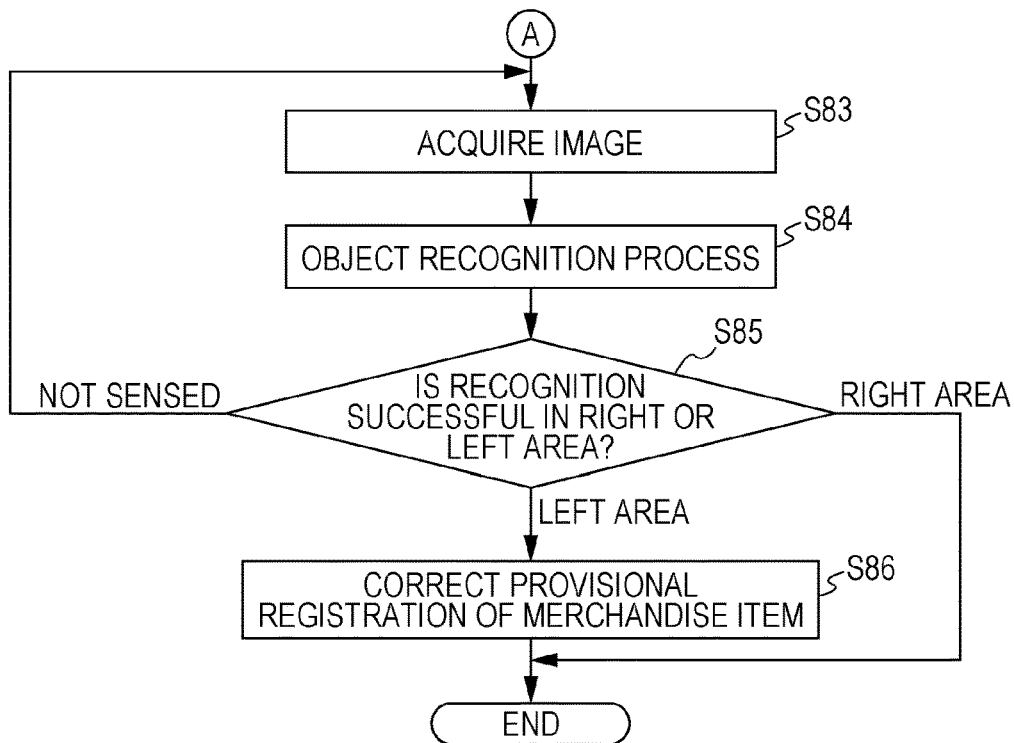 A
S83
ACQUIRE IMAGE
S84
OBJECT RECOGNITION PROCESS
S85
IS RECOGNITION
SUCCESSFUL IN RIGHT OR
LEFT AREA?
NOT SENSED
RIGHT AREA
LEFT AREA
S86
CORRECT PROVISIONAL
REGISTRATION OF MERCHANDISE ITEM
END